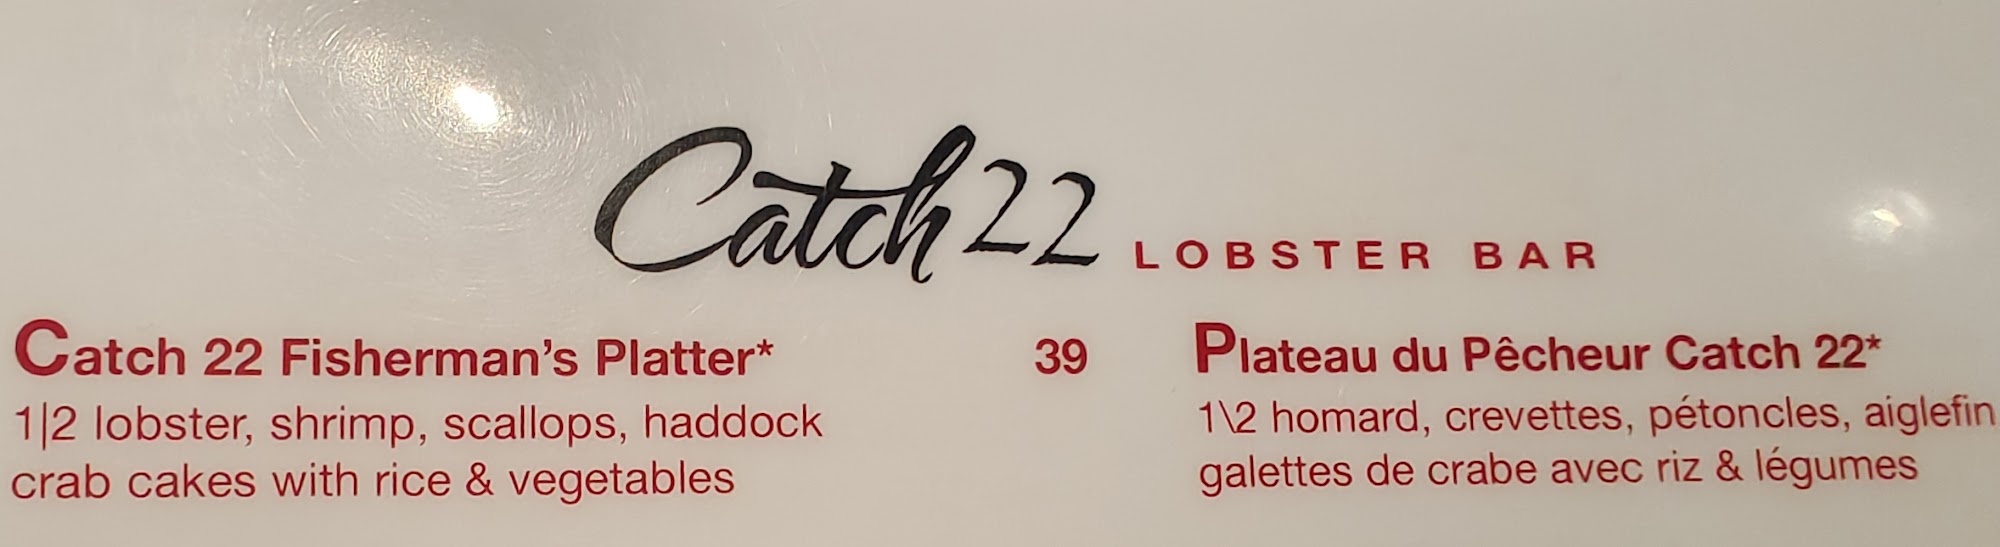 Catch 22 LOBSTER BAR
Catch 22 Fisherman's Platter* 39
1|2 lobster, shrimp, scallops, haddock
crab cakes with rice & vegetables
Plateau du Pêcheur Catch 22*
1\2 homard, crevettes, pétoncles, aiglefin
galettes de crabe avec riz & légumes